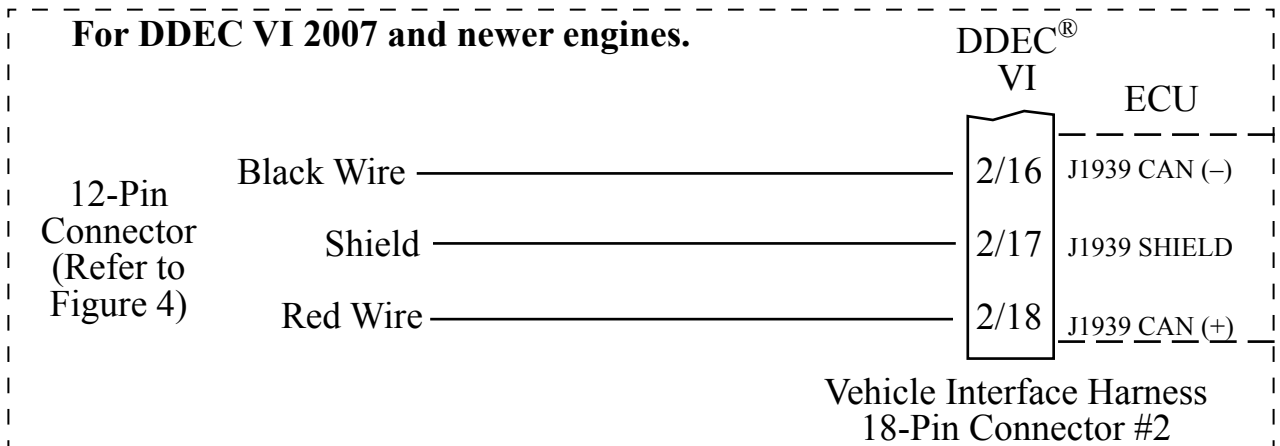 For DDEC VI 2007 and newer engines.
DDEC®
VI
ECU
Black Wire
2/16
J1939 CAN (–)
12-Pin
Connector
(Refer to
Figure 4)
Shield
2/17
J1939 SHIELD
Red Wire
2/18
J1939 CAN (+)
Vehicle Interface Harness
18-Pin Connector #2